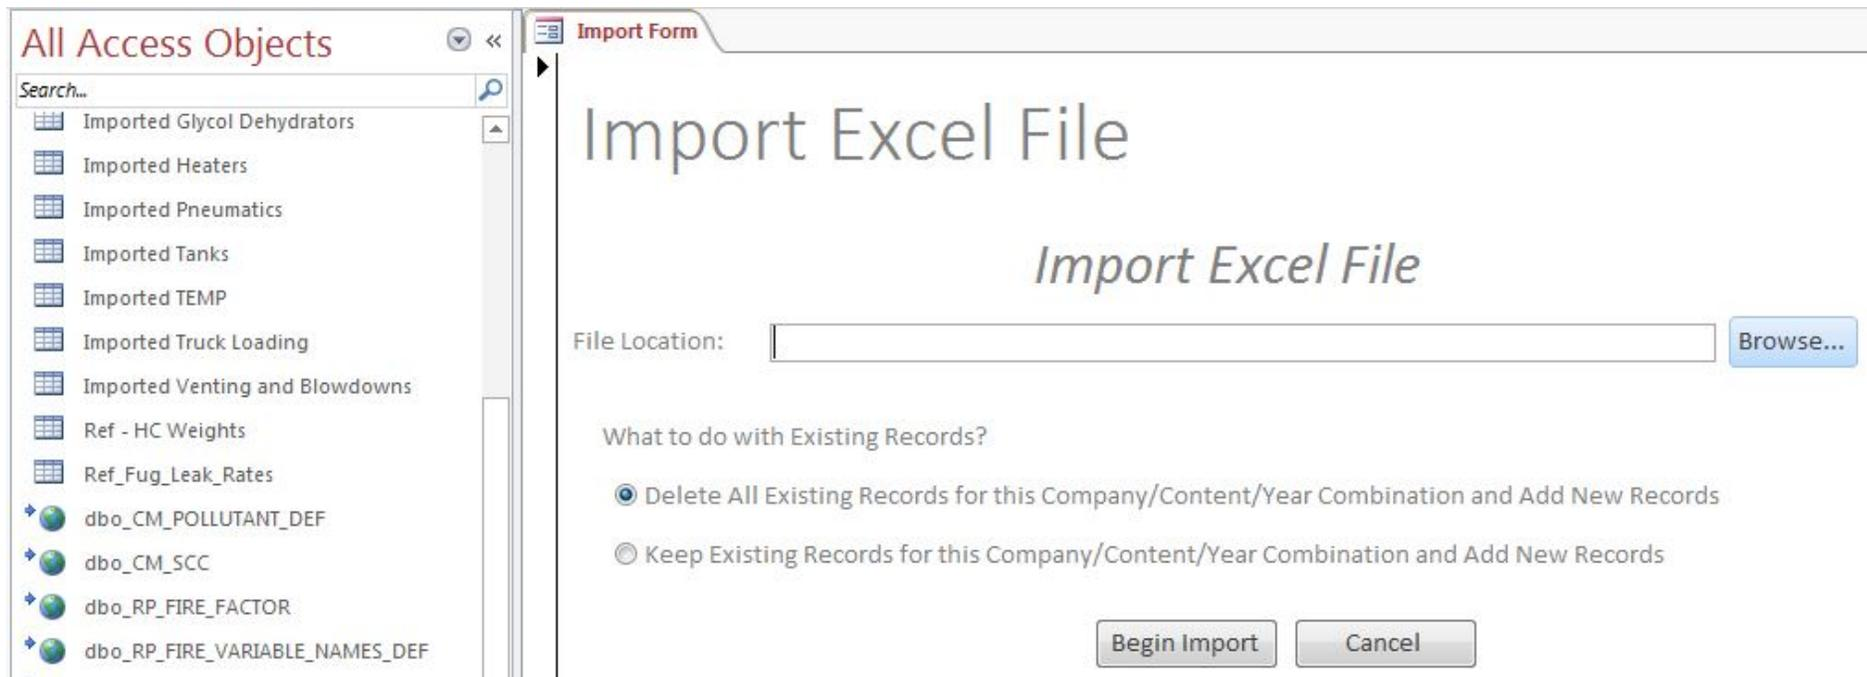 All Access Objects
Search...
Imported Glycol Dehydrators
Imported Heaters
Imported Pneumatics
Imported Tanks
Imported TEMP
Imported Truck Loading
Imported Venting and Blowdowns
Ref - HC Weights
Ref_Fug_Leak_Rates
dbo_CM_POLLUTANT_DEF
dbo_CM_SCC
dbo_RP_FIRE_FACTOR
dbo_RP_FIRE_VARIABLE_NAMES_DEF
Import Form
Import Excel File
Import Excel File
File Location:
Browse...
What to do with Existing Records?
Delete All Existing Records for this Company/Content/Year Combination and Add New Records
Keep Existing Records for this Company/Content/Year Combination and Add New Records
Begin Import
Cancel